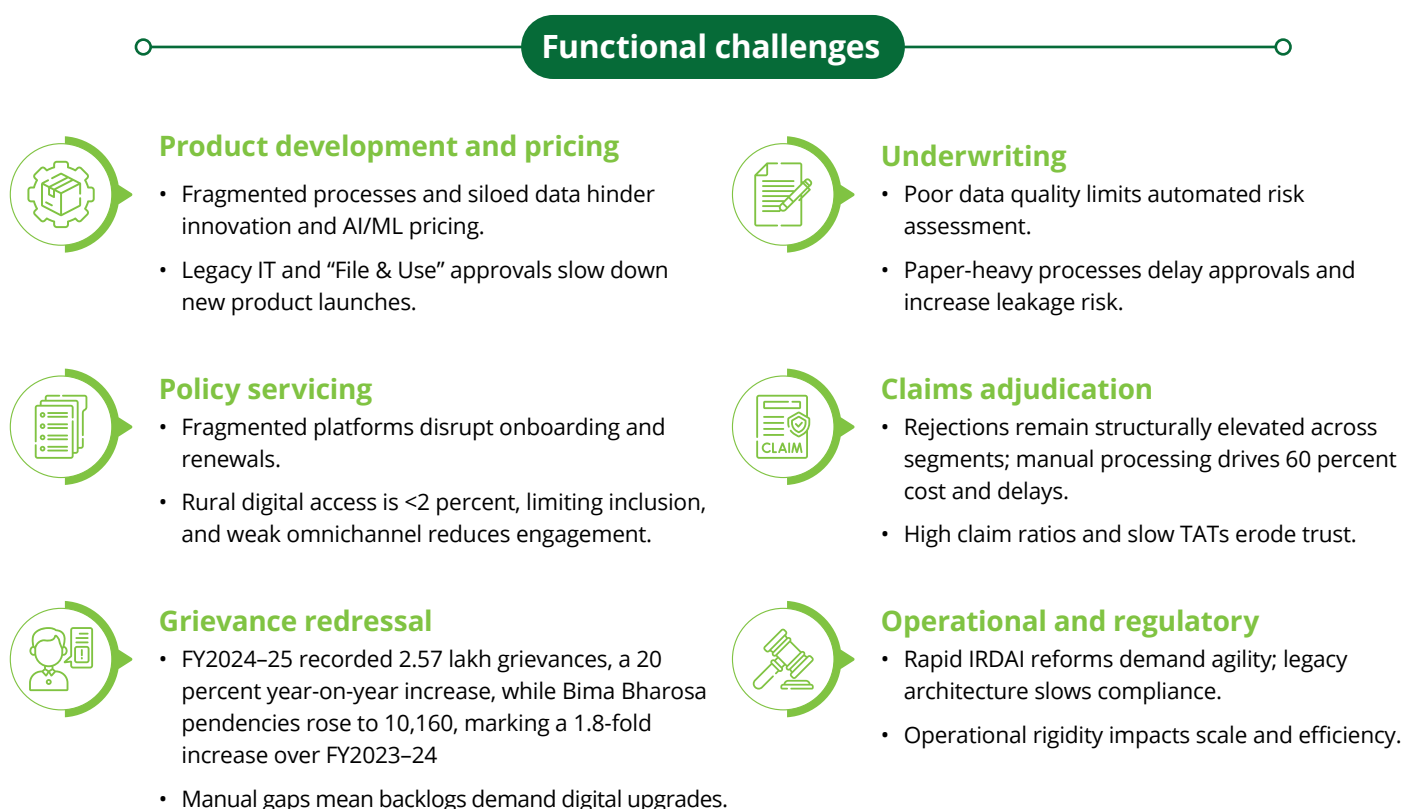 Functional challenges
Product development and pricing
• Fragmented processes and siloed data hinder
innovation and AI/ML pricing.
• Legacy IT and “File & Use” approvals slow down
new product launches.
Underwriting
• Poor data quality limits automated risk
assessment.
• Paper-heavy processes delay approvals and
increase leakage risk.
Policy servicing
• Fragmented platforms disrupt onboarding and
renewals.
• Rural digital access is <2 percent, limiting inclusion,
and weak omnichannel reduces engagement.
CLAIM
Claims adjudication
• Rejections remain structurally elevated across
segments; manual processing drives 60 percent
cost and delays.
• High claim ratios and slow TATs erode trust.
Grievance redressal
• FY2024–25 recorded 2.57 lakh grievances, a 20
percent year-on-year increase, while Bima Bharosa
pendencies rose to 10,160, marking a 1.8-fold
increase over FY2023–24
• Manual gaps mean backlogs demand digital upgrades.
Operational and regulatory
• Rapid IRDAI reforms demand agility; legacy
architecture slows compliance.
• Operational rigidity impacts scale and efficiency.